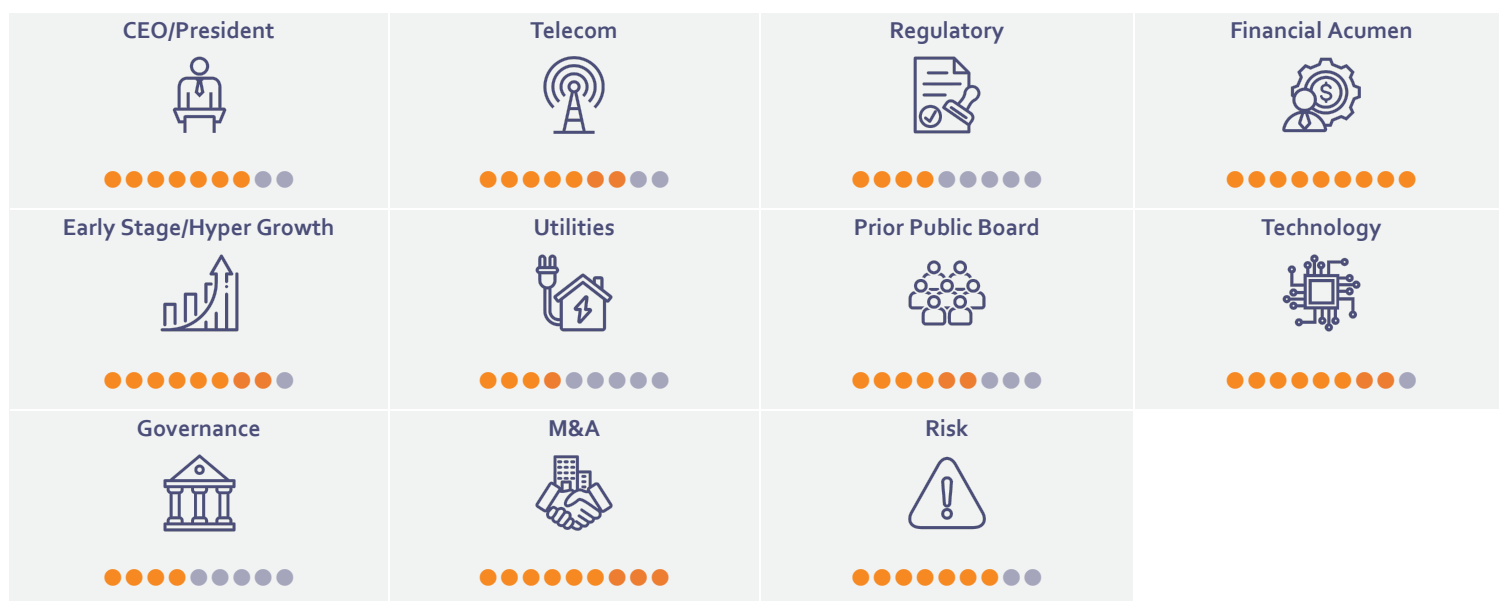 CEO/President
Telecom
Regulatory
Financial Acumen
$
Early Stage/Hyper Growth
Utilities
Prior Public Board
Technology
Governance
M&A
Risk
!